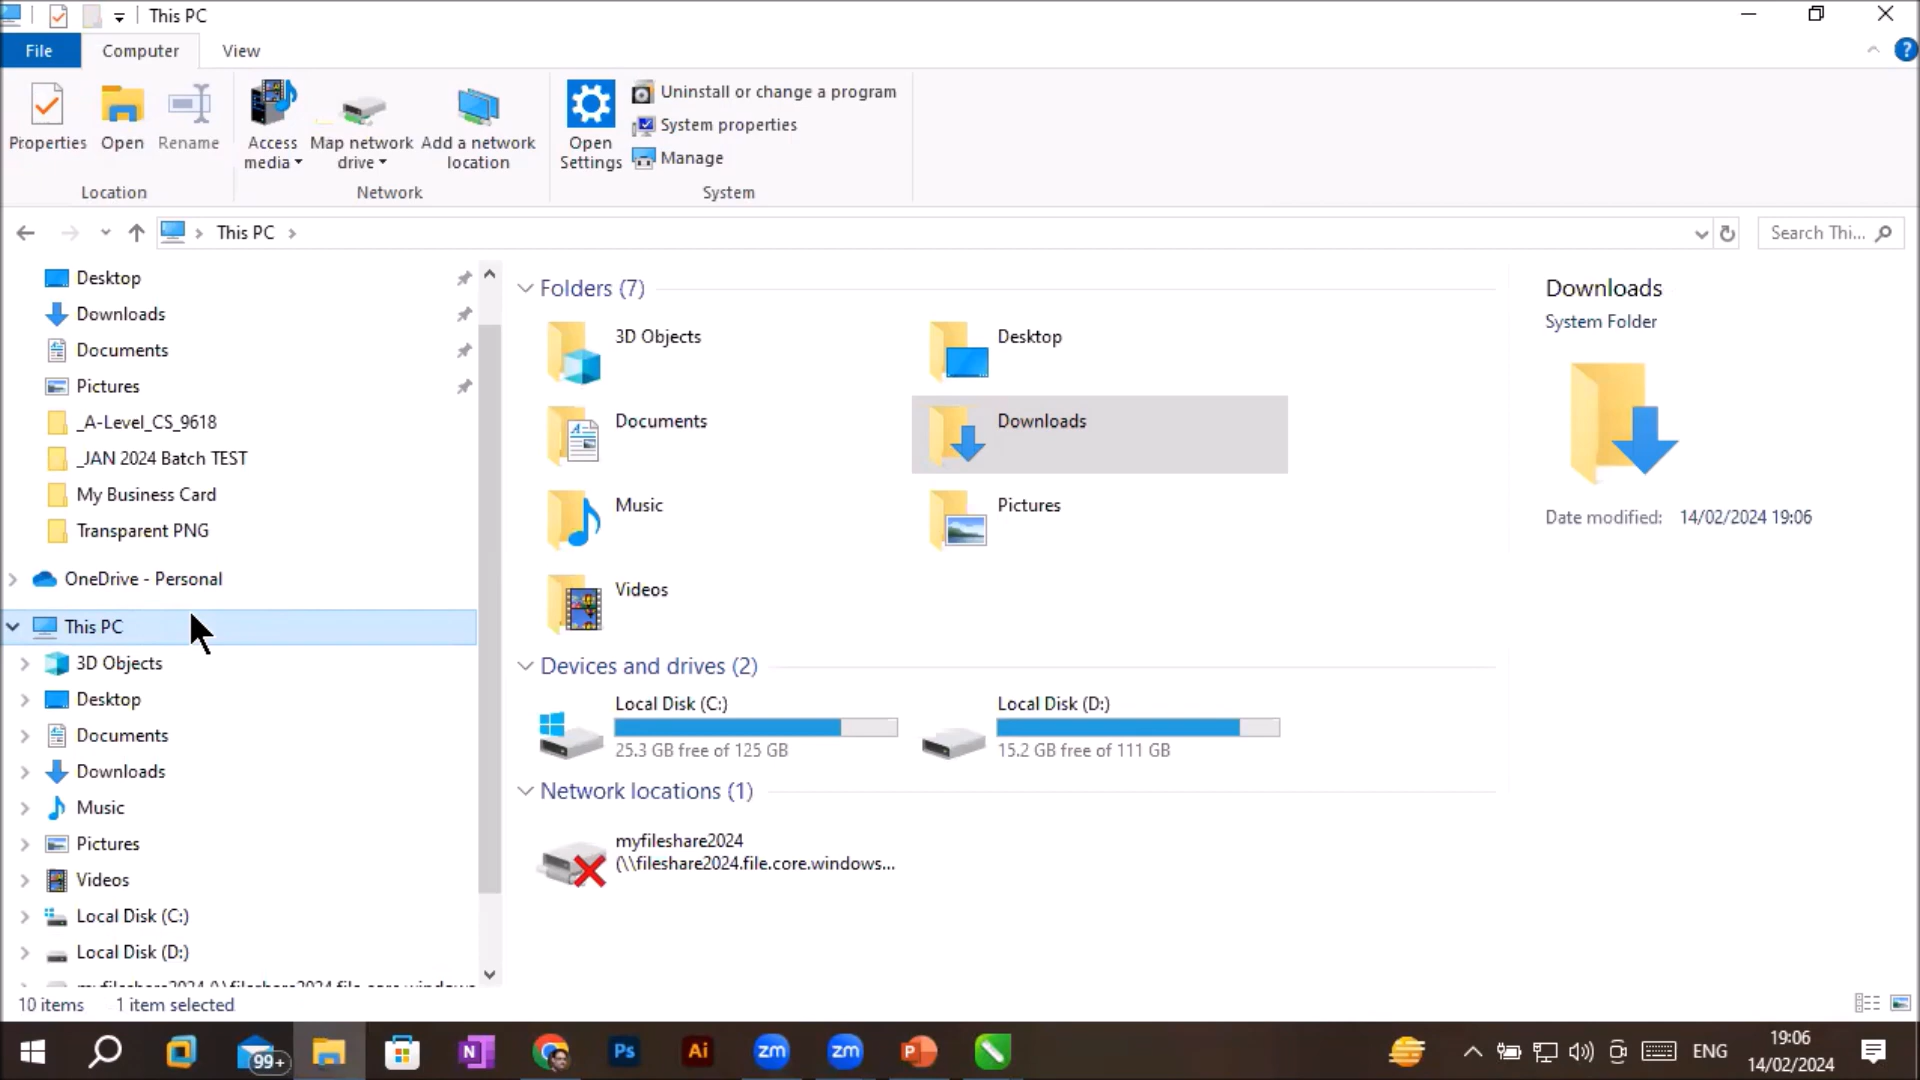 This PC
File
Computer
View
Properties
Open
Rename
Access
media
Map network
drive
Add a network
location
Open
Settings
Uninstall or change a program
System properties
Manage
Location
Network
System
This PC
Search Thi...
Desktop
Downloads
Documents
Pictures
_A-Level_CS_9618
_JAN 2024 Batch TEST
My Business Card
Transparent PNG
OneDrive - Personal
This PC
3D Objects
Desktop
Documents
Downloads
Music
Pictures
Videos
Local Disk (C:)
Local Disk (D:)
Folders (7)
3D Objects
Desktop
Documents
Downloads
Music
Pictures
Videos
Devices and drives (2)
Local Disk (C:)
25.3 GB free of 125 GB
Local Disk (D:)
15.2 GB free of 111 GB
Network locations (1)
myfileshare2024
(\\fileshare2024.file.core.windows...
Downloads
System Folder
Date modified: 14/02/2024 19:06
10 items
1 item selected
99+
N
Ps
Ai
zm
zm
P
ENG
19:06
14/02/2024